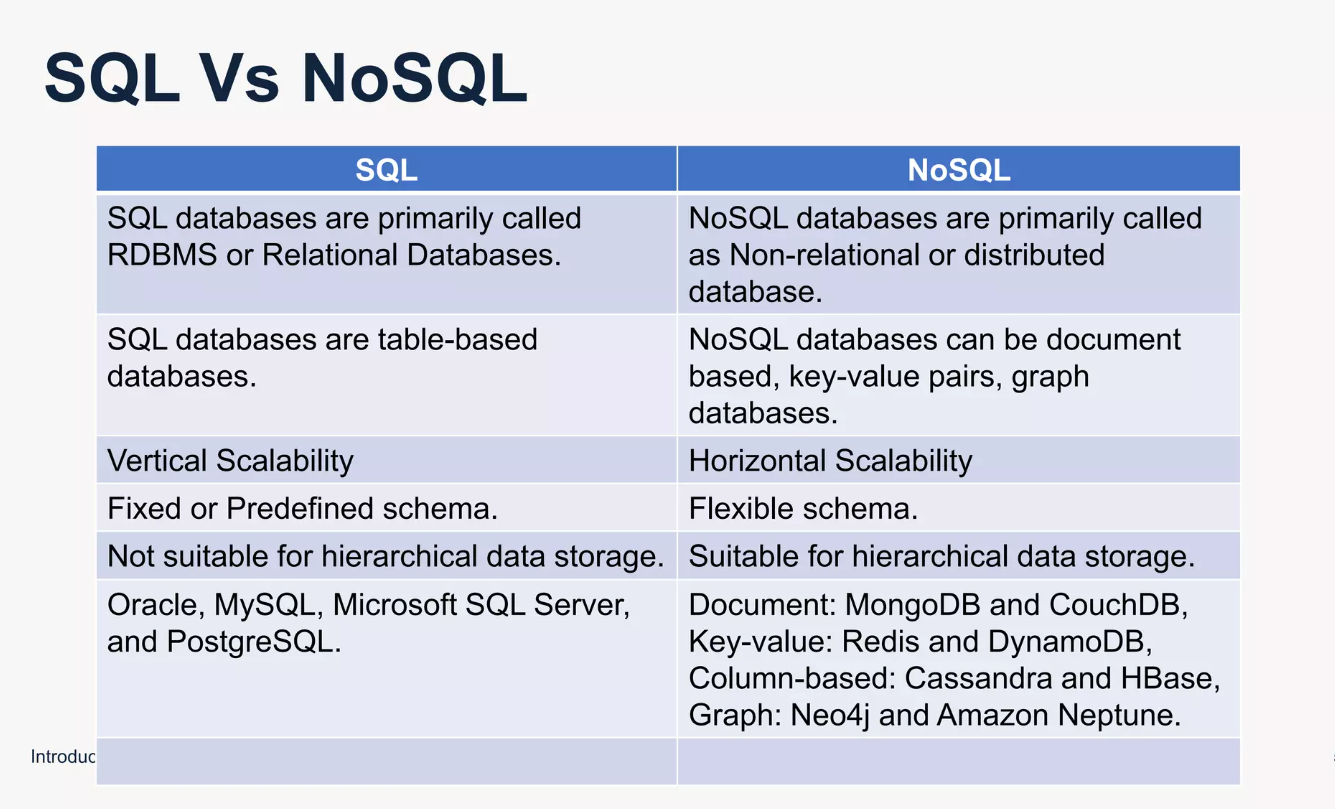 SQL Vs NoSQL
SQL
NoSQL
SQL databases are primarily called
RDBMS or Relational Databases.
NoSQL databases are primarily called
as Non-relational or distributed
database.
SQL databases are table-based
databases.
NoSQL databases can be document
based, key-value pairs, graph
databases.
Vertical Scalability
Horizontal Scalability
Fixed or Predefined schema.
Flexible schema.
Not suitable for hierarchical data storage.
Suitable for hierarchical data storage.
Oracle, MySQL, Microsoft SQL Server,
and PostgreSQL.
Document: MongoDB and CouchDB,
Key-value: Redis and DynamoDB,
Column-based: Cassandra and HBase,
Graph: Neo4j and Amazon Neptune.
Introduc